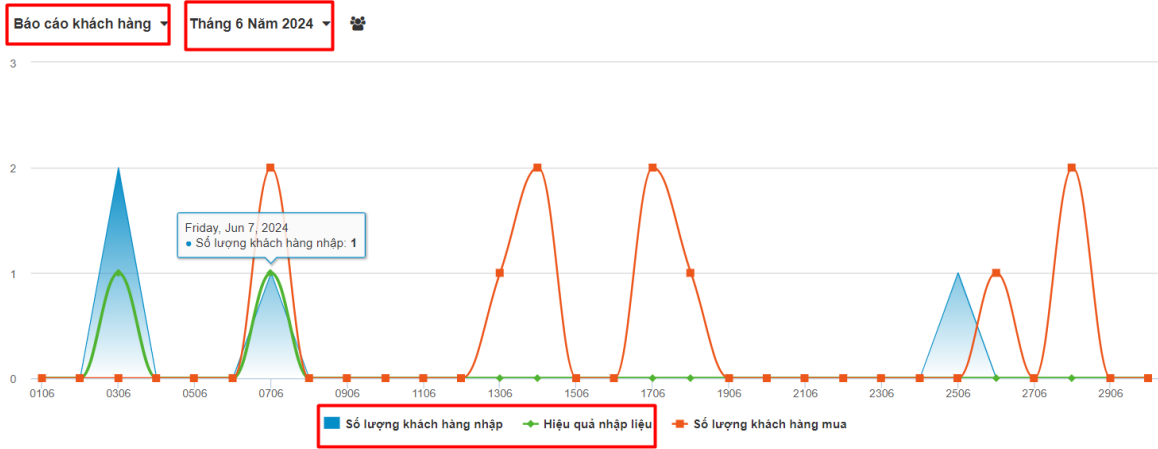 Báo cáo khách hàng
Tháng 6 Năm 2024
3
2
1
0
Friday, Jun 7, 2024
Số lượng khách hàng nhập: 1
0106 0306 0506 0706 0906 1106 1306 1506 1706 1906 2106 2306 2506 2706 2906
Số lượng khách hàng nhập Hiệu quả nhập liệu Số lượng khách hàng mua